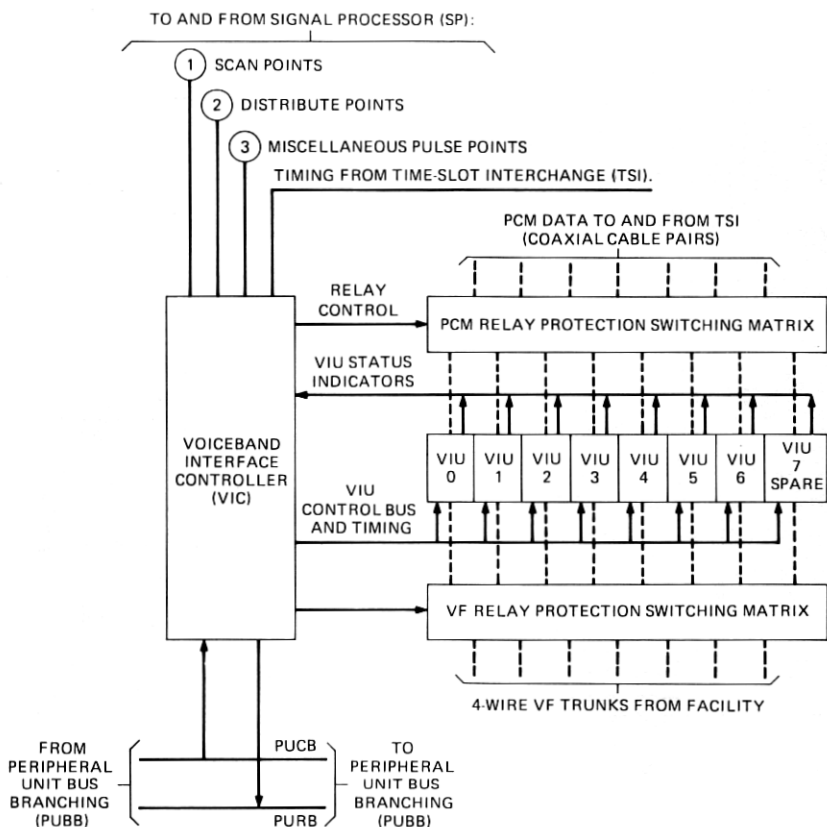 TO AND FROM SIGNAL PROCESSOR (SP):
1 SCAN POINTS
2 DISTRIBUTE POINTS
3 MISCELLANEOUS PULSE POINTS
TIMING FROM TIME-SLOT INTERCHANGE (TSI).
PCM DATA TO AND FROM TSI
(COAXIAL CABLE PAIRS)
RELAY
CONTROL
PCM RELAY PROTECTION SWITCHING MATRIX
VIU STATUS
INDICATORS
VOICEBAND
INTERFACE
CONTROLLER
(VIC)
VIU
0
VIU
1
VIU
2
VIU
3
VIU
4
VIU
5
VIU
6
VIU
7
SPARE
VIU
CONTROL BUS
AND TIMING
VF RELAY PROTECTION SWITCHING MATRIX
4-WIRE VF TRUNKS FROM FACILITY
FROM
PERIPHERAL
UNIT BUS
BRANCHING
(PUBB)
PUCB
PURB
TO
PERIPHERAL
UNIT BUS
BRANCHING
(PUBB)